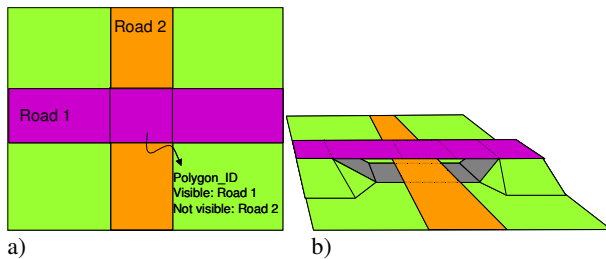 Road 2
Road 1
Polygon_ID
Visible: Road 1
Not visible: Road 2
a)
b)